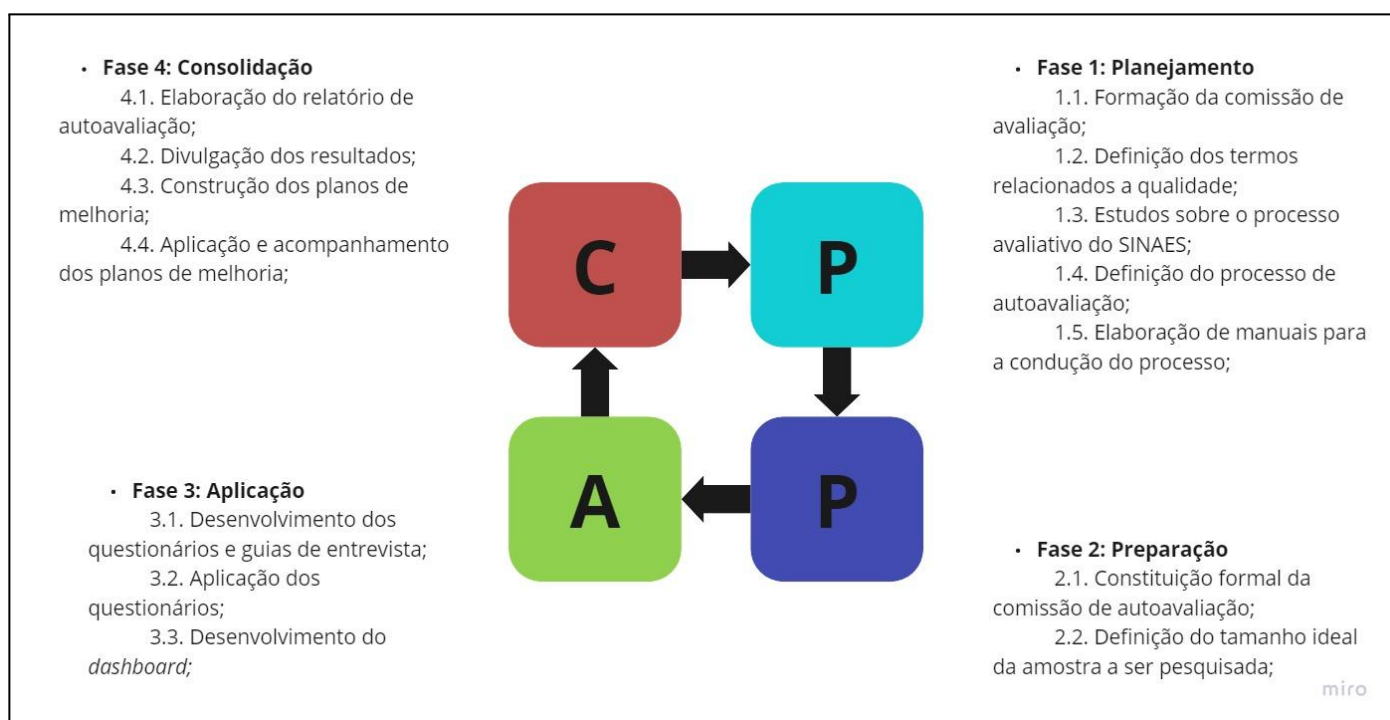 • Fase 4: Consolidação
4.1. Elaboração do relatório de
autoavaliação;
4.2. Divulgação dos resultados;
4.3. Construção dos planos de
melhoria;
4.4. Aplicação e acompanhamento
dos planos de melhoria;
• Fase 1: Planejamento
1.1. Formação da comissão de
avaliação;
1.2. Definição dos termos
relacionados a qualidade;
1.3. Estudos sobre o processo
avaliativo do SINAES;
1.4. Definição do processo de
autoavaliação;
1.5. Elaboração de manuais para
a condução do processo;
C
P
A
P
• Fase 3: Aplicação
3.1. Desenvolvimento dos
questionários e guias de entrevista;
3.2. Aplicação dos
questionários;
3.3. Desenvolvimento do
dashboard;
• Fase 2: Preparação
2.1. Constituição formal da
comissão de autoavaliação;
2.2. Definição do tamanho ideal
da amostra a ser pesquisada;
miro